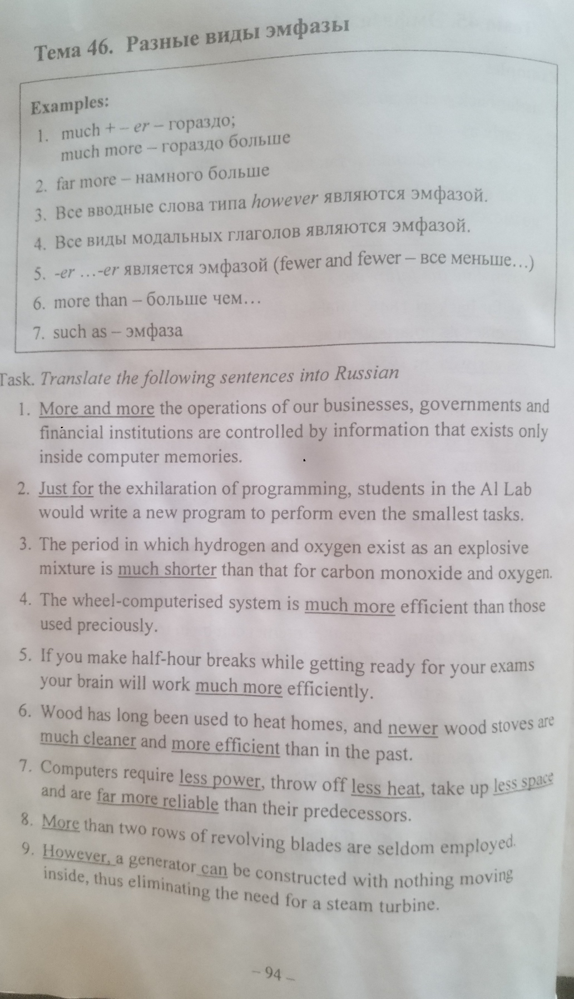 Тема 46. Разные виды эмфазы
Examples:
1. much + – er – гораздо;
much more – гораздо больше
2. far more – намного больше
3. Все вводные слова типа however являются эмфазой.
4. Все виды модальных глаголов являются эмфазой.
5. -er …-er является эмфазой (fewer and fewer – все меньше…)
6. more than – больше чем…
7. such as – эмфаза
Task. Translate the following sentences into Russian
1. More and more the operations of our businesses, governments and
financial institutions are controlled by information that exists only
inside computer memories.
2. Just for the exhilaration of programming, students in the Al Lab
would write a new program to perform even the smallest tasks.
3. The period in which hydrogen and oxygen exist as an explosive
mixture is much shorter than that for carbon monoxide and oxygen.
4. The wheel-computerised system is much more efficient than those
used preciously.
5. If you make half-hour breaks while getting ready for your exams
your brain will work much more efficiently.
6. Wood has long been used to heat homes, and newer wood stoves are
much cleaner and more efficient than in the past.
7. Computers require less power, throw off less heat, take up less space
and are far more reliable than their predecessors.
8. More than two rows of revolving blades are seldom employed.
9. However, a generator can be constructed with nothing moving
inside, thus eliminating the need for a steam turbine.
– 94 –